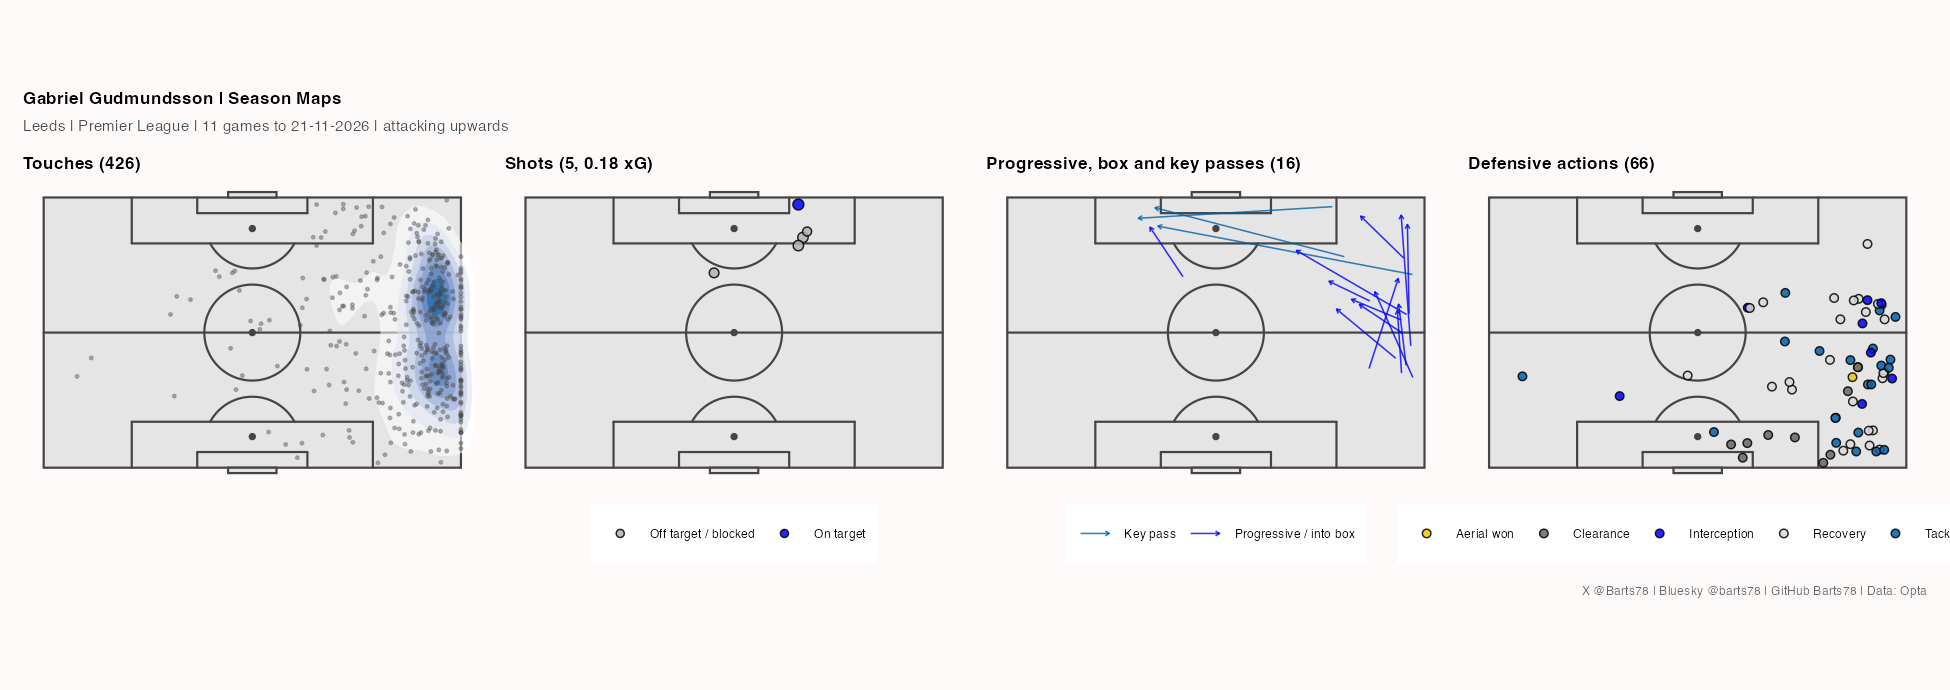 Gabriel Gudmundsson | Season Maps
Leeds | Premier League | 11 games to 21-11-2026 | attacking upwards
Touches (426)
Shots (5, 0.18 xG)
Progressive, box and key passes (16)
Defensive actions (66)
Off target / blocked
On target
Key pass
Progressive / into box
Aerial won
Clearance
Interception
Recovery
Tack
X @Barts78 | Bluesky @barts78 | GitHub Barts78 | Data: Opta